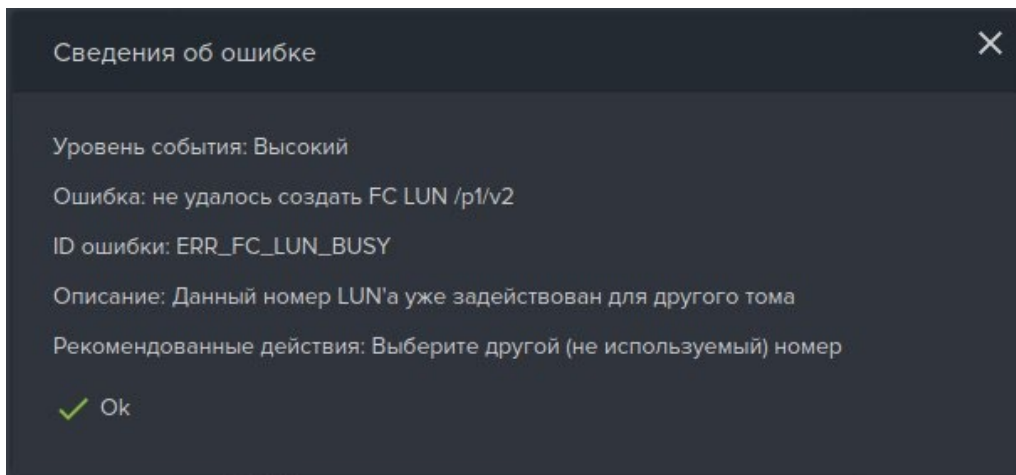 Сведения об ошибке
Уровень события: Высокий
Ошибка: не удалось создать FC LUN /p1/v2
ID ошибки: ERR_FC_LUN_BUSY
Описание: Данный номер LUN'а уже задействован для другого тома
Рекомендованные действия: Выберите другой (не используемый) номер
Ok